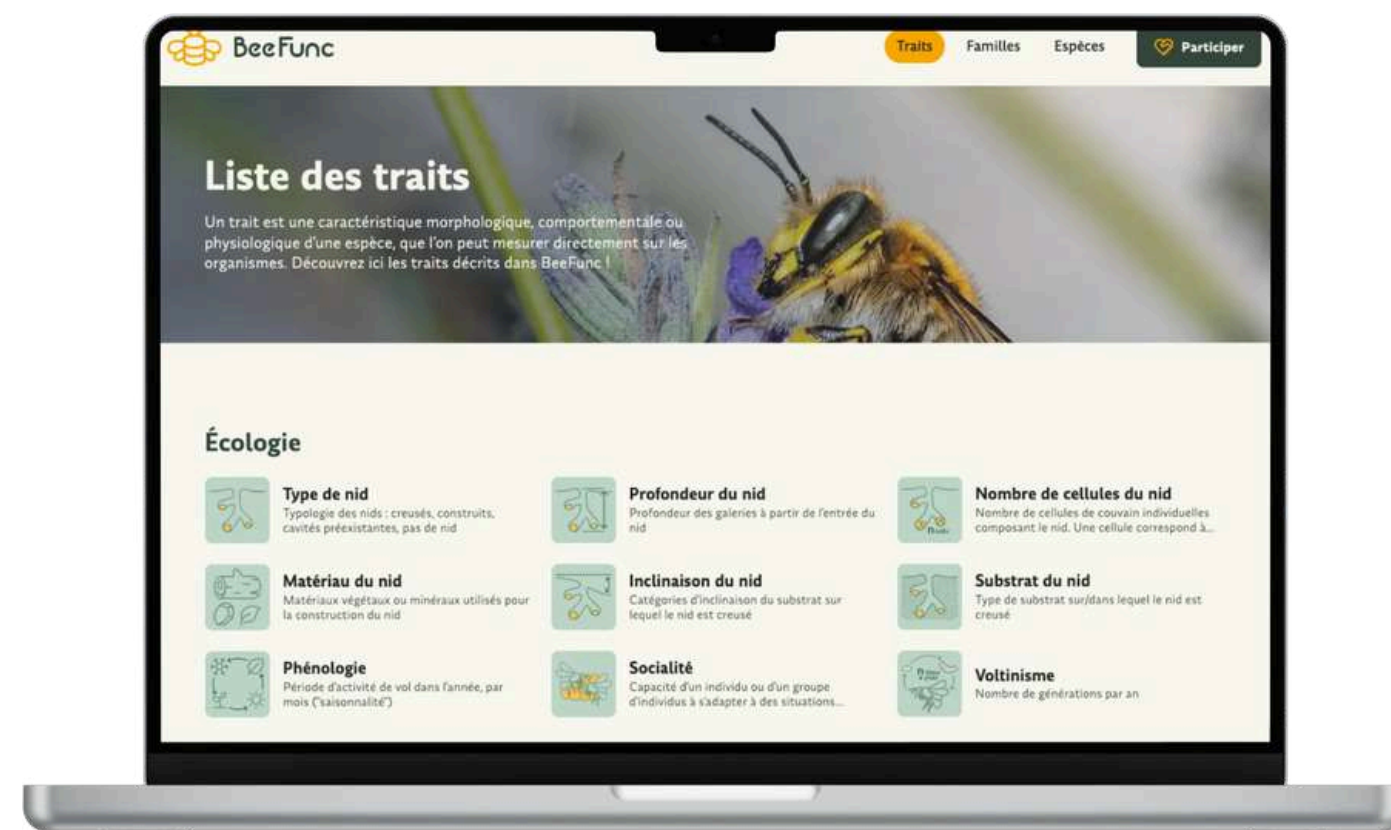 BeeFunc
Traits
Familles
Espèces
Participer
Liste des traits
Un trait est une caractéristique morphologique, comportementale ou
physiologique d'une espèce, que l'on peut mesurer directement sur les
organismes. Découvrez ici les traits décrits dans BeeFunc !
Écologie
Type de nid
Typologie des nids : creusés, construits,
cavités préexistantes, pas de nid
Profondeur du nid
Profondeur des galeries à partir de l'entrée du
nid
Nombre de cellules du nid
Nombre de cellules de couvain individuelles
composant le nid. Une cellule correspond à...
Matériau du nid
Matériaux végétaux ou minéraux utilisés pour
la construction du nid
Inclinaison du nid
Catégories d'inclinaison du substrat sur
lequel le nid est creusé
Substrat du nid
Type de substrat sur/dans lequel le nid est
creusé
Phénologie
Période d'activité de vol dans l'année, par
mois ("saisonnalité")
Socialité
Capacité d'un individu ou d'un groupe
d'individus à s'adapter à des situations...
Voltinisme
Nombre de générations par an